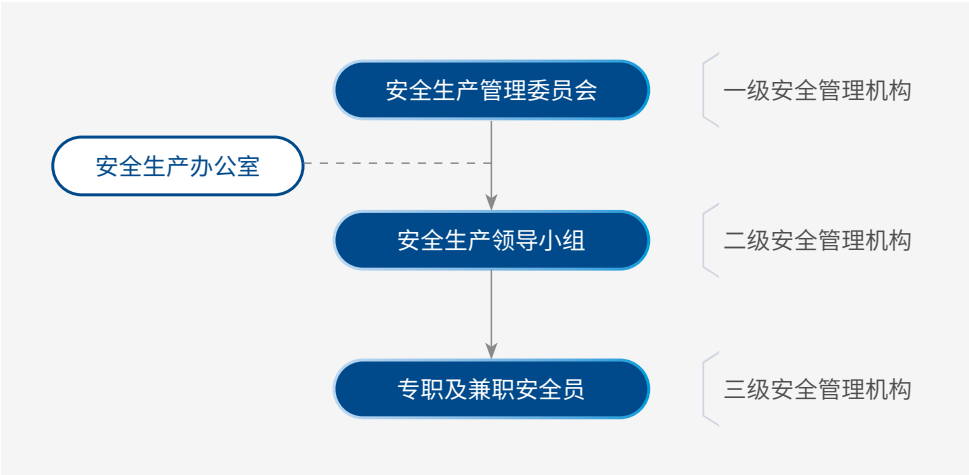 安全生产管理委员会
一级安全管理机构
安全生产办公室
安全生产领导小组
二级安全管理机构
专职及兼职安全员
三级安全管理机构